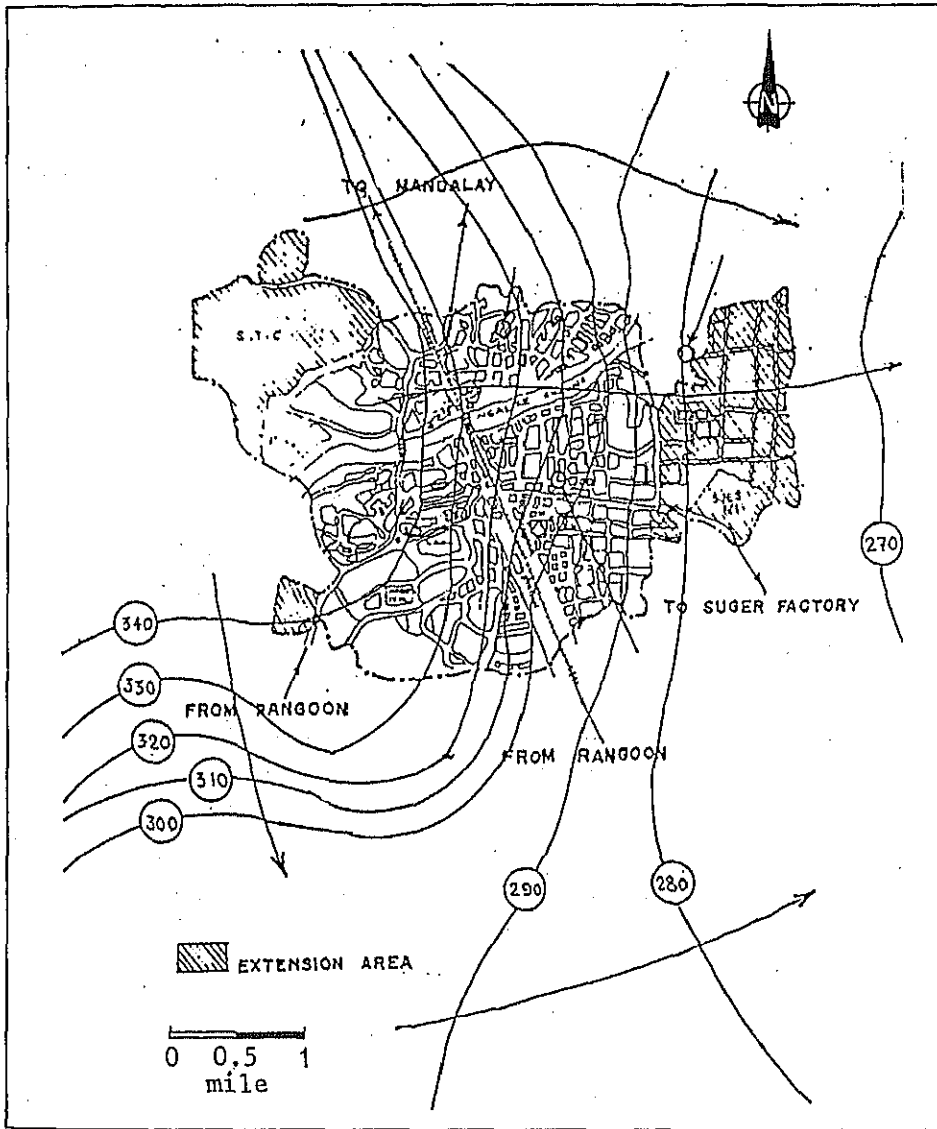 N
TO MANDALAY
S.T.C
270
TO SUGER FACTORY
340
330
FROM RANGOON
320
FROM RANGOON
310
300
290
280
EXTENSION AREA
0 0.5 1
mile